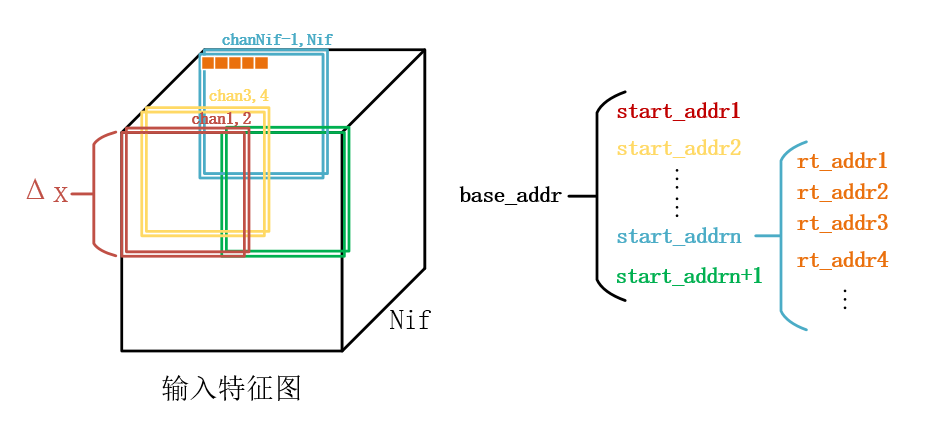 chanNif-1,Nif
chan3,4
chan1,2
Δ X
Nif
输入特征图
base_addr
start_addr1
start_addr2
start_addrn
start_addrn+1
rt_addr1
rt_addr2
rt_addr3
rt_addr4